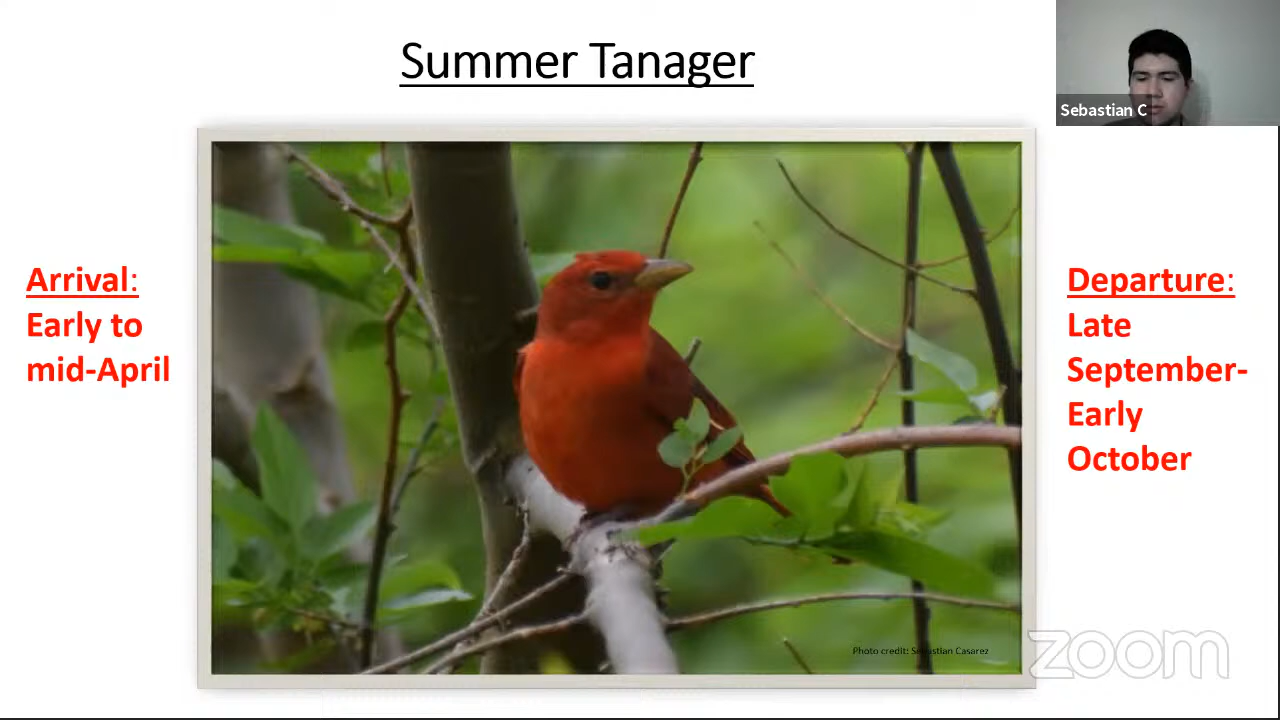 Summer Tanager
Sebastian C
Arrival:
Early to
mid-April
Departure:
Late
September-
Early
October
Photo credit: Sebastian Casarez
zoom